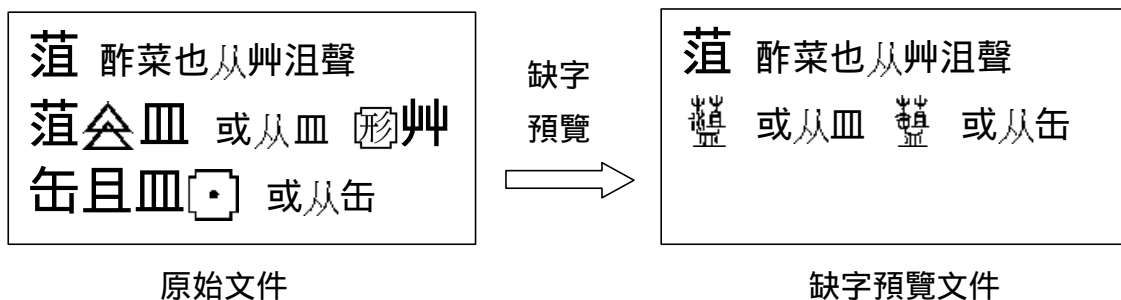 菹 酢菜也从艸沮聲
菹皿 或从皿 形艸
缶且皿 或从缶
原始文件
缺字
預覽
菹 酢菜也从艸沮聲
或从皿 或从缶
缺字預覽文件